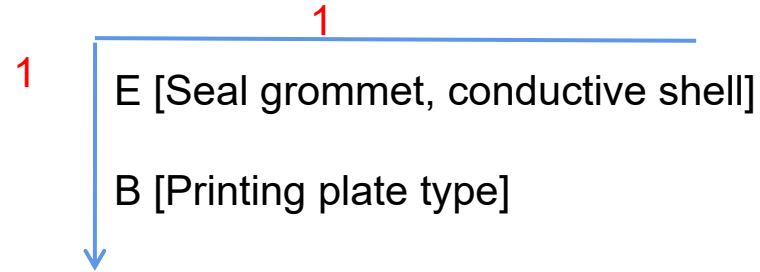 1
1
E [Seal grommet, conductive shell]
B [Printing plate type]